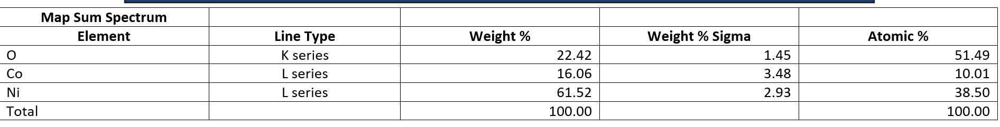 Map Sum Spectrum
Element Line Type Weight % Weight % Sigma Atomic %
O K series 22.42 1.45 51.49
Co L series 16.06 3.48 10.01
Ni L series 61.52 2.93 38.50
Total 100.00 100.00